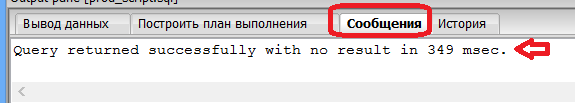 Output pane [prod_script.sql]
Вывод данных Построить план выполнения Сообщения История
Query returned successfully with no result in 349 msec.